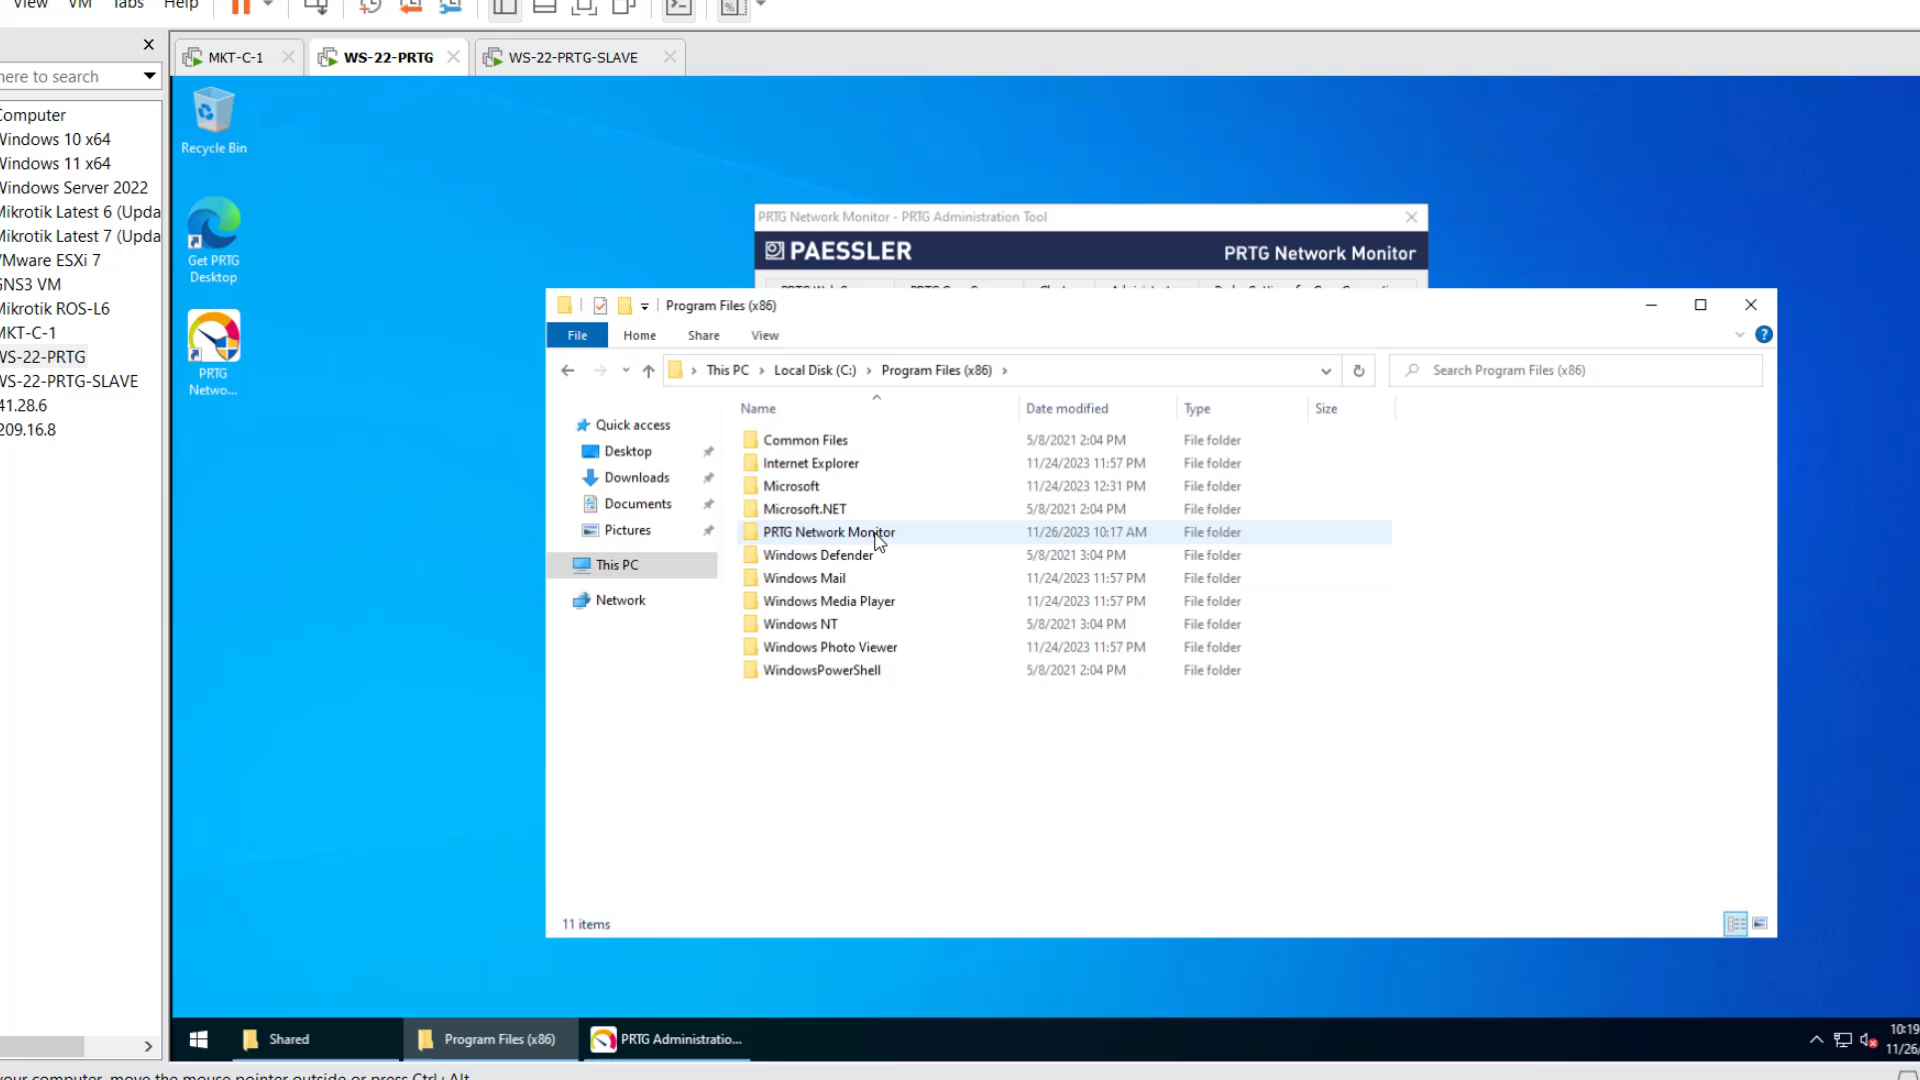 View VM Tabs Help
here to search
MKT-C-1
WS-22-PRTG
WS-22-PRTG-SLAVE
Computer
Windows 10 x64
Windows 11 x64
Windows Server 2022
Mikrotik Latest 6 (Upda
Mikrotik Latest 7 (Upda
VMware ESXi 7
GNS3 VM
Mikrotik ROS-L6
MKT-C-1
WS-22-PRTG
WS-22-PRTG-SLAVE
41.28.6
209.16.8
Recycle Bin
Get PRTG
Desktop
PRTG
Netwo...
PRTG Network Monitor - PRTG Administration Tool
PAESSLER
PRTG Network Monitor
Program Files (x86)
File Home Share View
This PC > Local Disk (C:) > Program Files (x86) >
Search Program Files (x86)
Quick access
Desktop
Downloads
Documents
Pictures
This PC
Network
Name Date modified Type Size
Common Files 5/8/2021 2:04 PM File folder
Internet Explorer 11/24/2023 11:57 PM File folder
Microsoft 11/24/2023 12:31 PM File folder
Microsoft.NET 5/8/2021 2:04 PM File folder
PRTG Network Monitor 11/26/2023 10:17 AM File folder
Windows Defender 5/8/2021 3:04 PM File folder
Windows Mail 11/24/2023 11:57 PM File folder
Windows Media Player 11/24/2023 11:57 PM File folder
Windows NT 5/8/2021 3:04 PM File folder
Windows Photo Viewer 11/24/2023 11:57 PM File folder
WindowsPowerShell 5/8/2021 2:04 PM File folder
11 items
Shared
Program Files (x86)
PRTG Administratio...
10:19
11/26/
your computer, move the mouse pointer outside or press Ctrl+Alt.